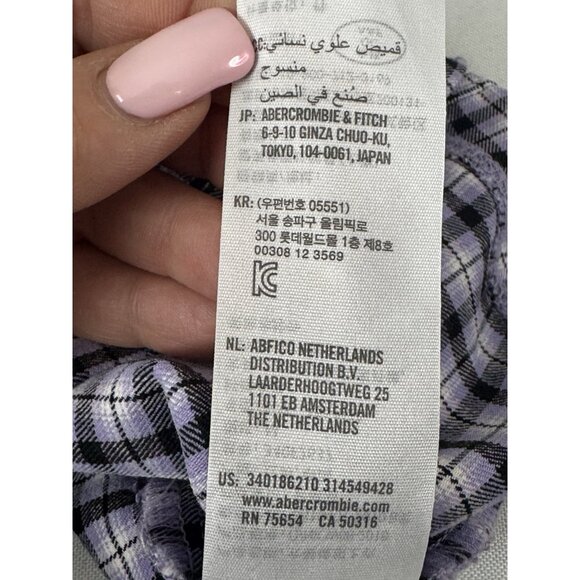 GC: قميص علوي نسائي
منسوج
صُنع في الصين
JP: ABERCROMBIE & FITCH
6-9-10 GINZA CHUO-KU,
TOKYO, 104-0061, JAPAN
KR: (우편번호 05551)
서울 송파구 올림픽로
300 롯데월드몰 1층 제8호
00308 12 3569
NL: ABFICO NETHERLANDS
DISTRIBUTION B.V.
LAARDERHOOGTWEG 25
1101 EB AMSTERDAM
THE NETHERLANDS
US: 340186210 314549428
www.abercrombie.com
RN 75654 CA 50316